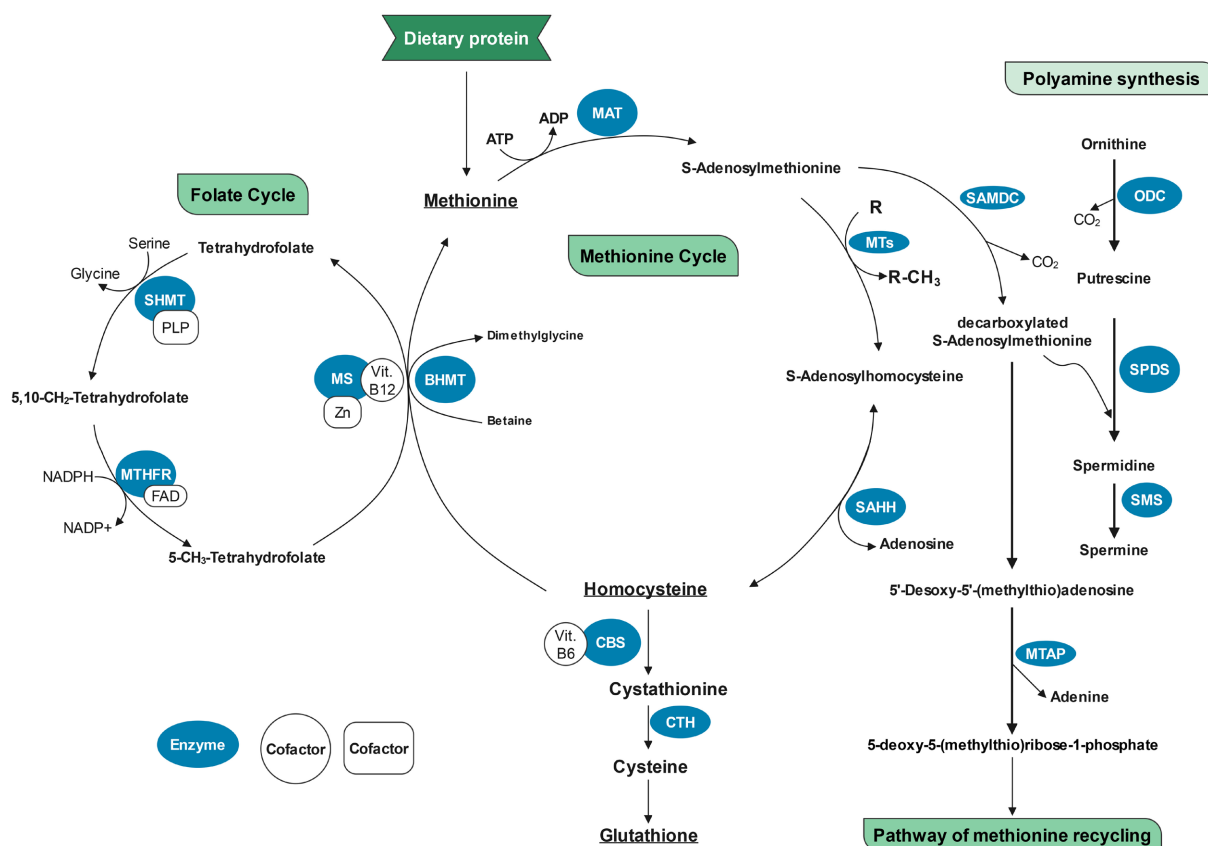 Dietary protein
Polyamine synthesis
ATP
ADP
MAT
S-Adenosylmethionine
Ornithine
ODC
CO2
Folate Cycle
Methionine
SAMDC
R
MTs
R-CH3
CO2
Methionine Cycle
Putrescine
Serine
Tetrahydrofolate
Glycine
SHMT
PLP
Dimethylglycine
decarboxylated
S-Adenosylmethionine
MS
Vit.
B12
Zn
BHMT
SPDS
S-Adenosylhomocysteine
5,10-CH2-Tetrahydrofolate
Betaine
NADPH
MTHFR
FAD
NADP+
Spermidine
SMS
SAHH
Adenosine
Spermine
5-CH3-Tetrahydrofolate
Homocysteine
5'-Desoxy-5'-(methylthio)adenosine
Vit.
B6
CBS
MTAP
Cystathionine
Adenine
CTH
Enzyme
Cofactor
Cofactor
5-deoxy-5-(methylthio)ribose-1-phosphate
Cysteine
Glutathione
Pathway of methionine recycling